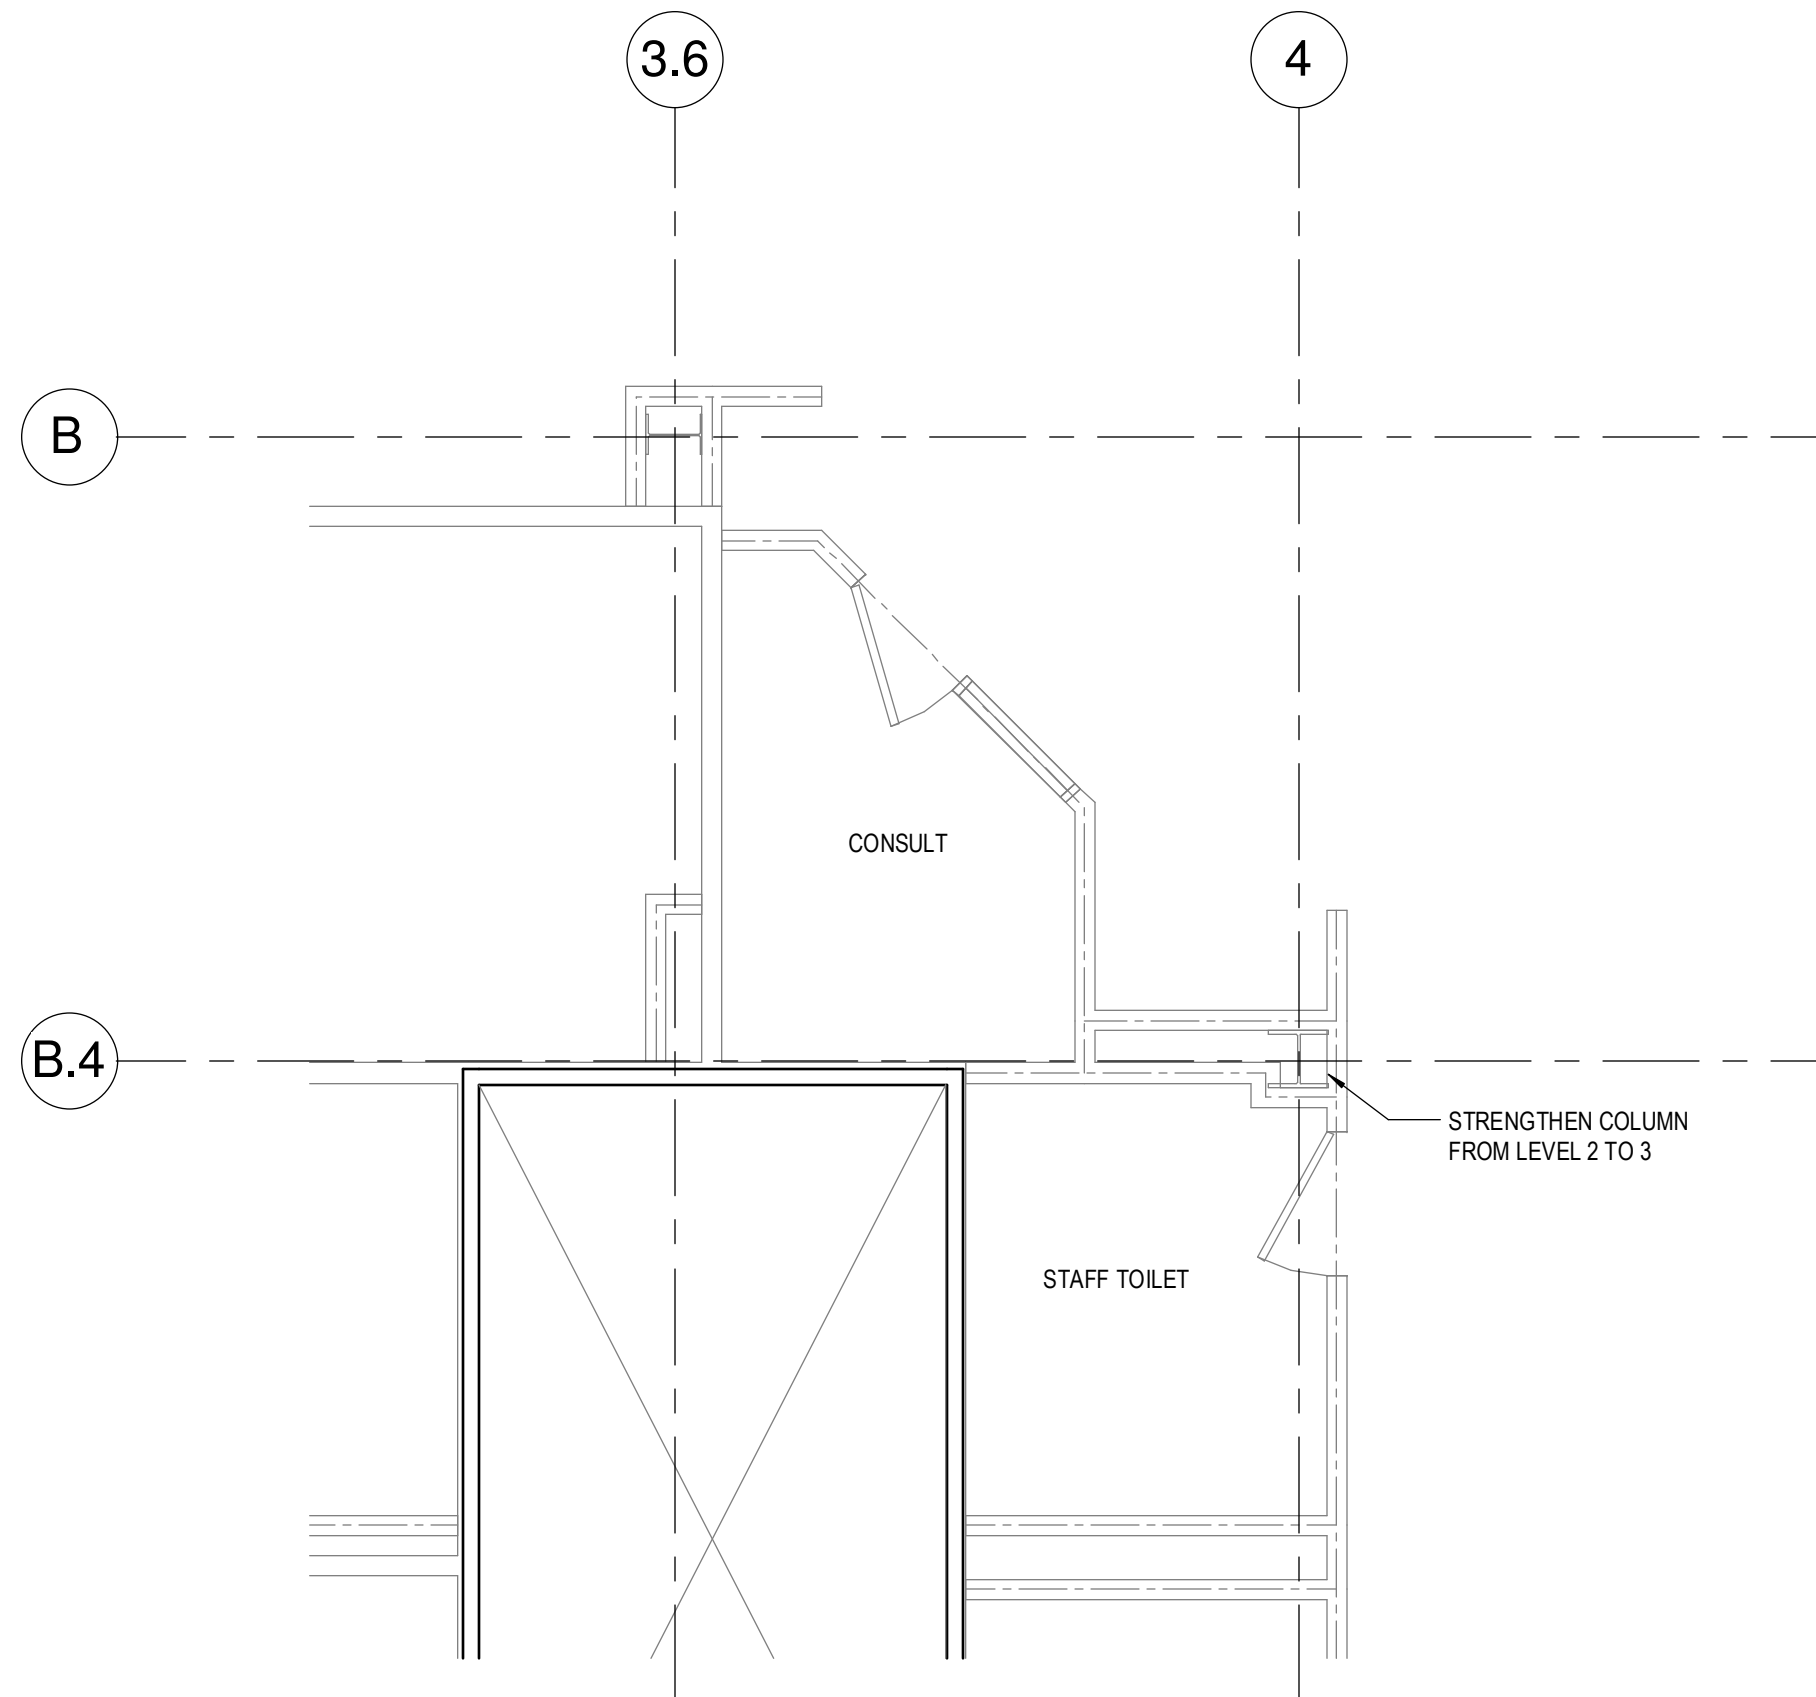 3.6
4
B
CONSULT
B.4
STRENGTHEN COLUMN
FROM LEVEL 2 TO 3
STAFF TOILET